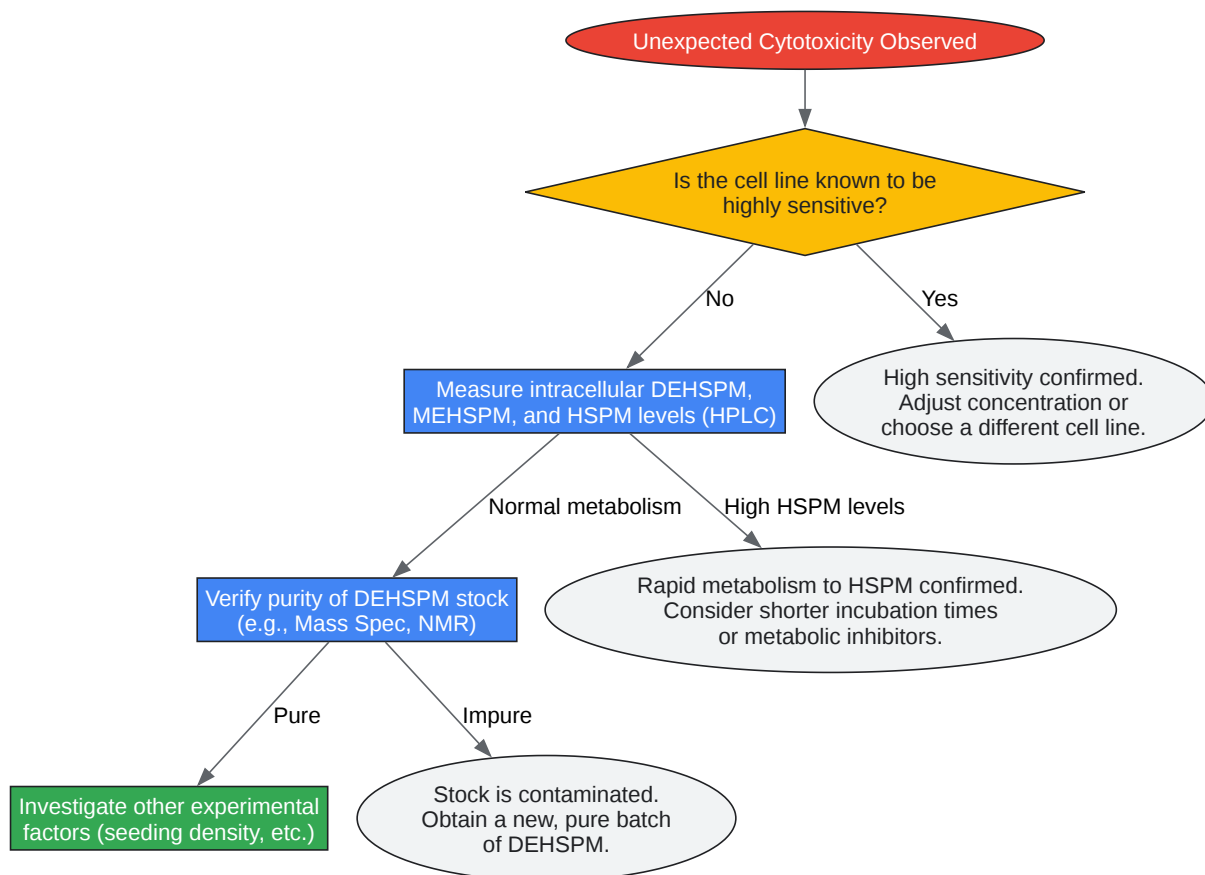 Unexpected Cytotoxicity Observed
Is the cell line known to be
highly sensitive?
No
Yes
Measure intracellular DEHSPM,
MEHSPM, and HSPM levels (HPLC)
High sensitivity confirmed.
Adjust concentration or
choose a different cell line.
Normal metabolism
High HSPM levels
Verify purity of DEHSPM stock
(e.g., Mass Spec, NMR)
Rapid metabolism to HSPM confirmed.
Consider shorter incubation times
or metabolic inhibitors.
Pure
Impure
Investigate other experimental
factors (seeding density, etc.)
Stock is contaminated.
Obtain a new, pure batch
of DEHSPM.